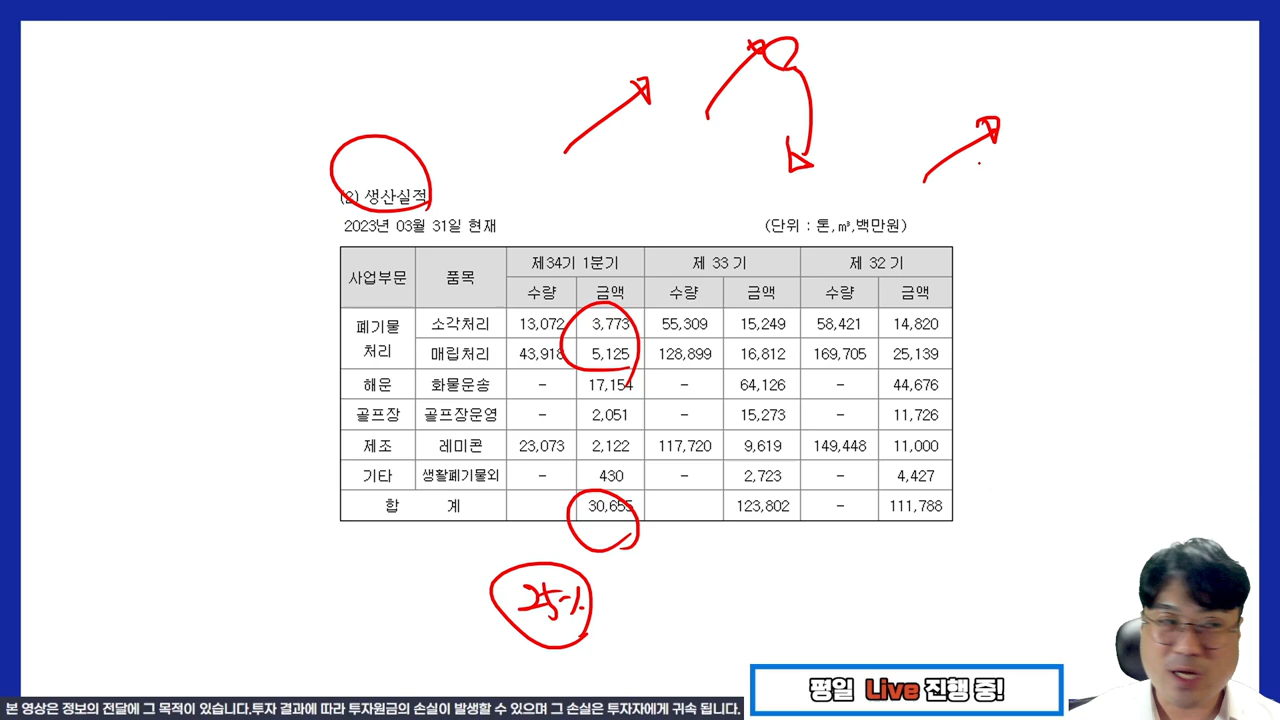 (2) 생산실적
2023년 03월 31일 현재 (단위 : 톤,㎥,백만원)
사업부문 품목 제34기 1분기 제 33 기 제 32 기
수량 금액 수량 금액 수량 금액
폐기물 처리 소각처리 13,072 3,773 55,309 15,249 58,421 14,820
매립처리 43,918 5,125 128,899 16,812 169,705 25,139
해운 화물운송 - 17,154 - 64,126 - 44,676
골프장 골프장운영 - 2,051 - 15,273 - 11,726
제조 레미콘 23,073 2,122 117,720 9,619 149,448 11,000
기타 생활폐기물외 - 430 - 2,723 - 4,427
합 계 30,655 123,802 - 111,788
25%
평일 Live 진행 중!
본 영상은 정보의 전달에 그 목적이 있습니다.투자 결과에 따라 투자원금의 손실이 발생할 수 있으며 그 손실은 투자자에게 귀속 됩니다.